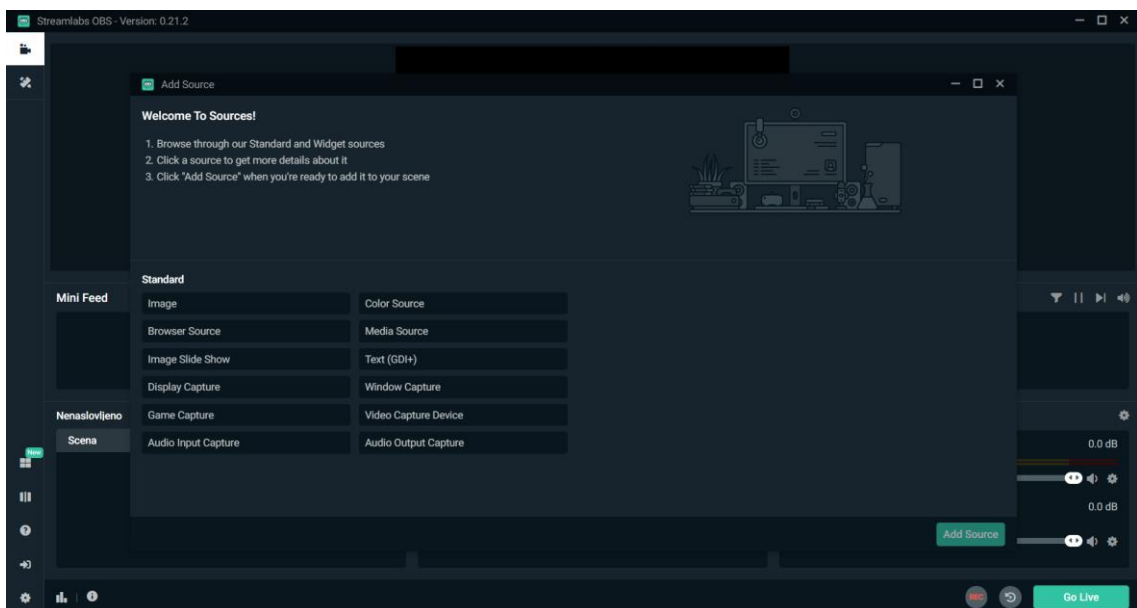 Streamlabs OBS - Version: 0.21.2
Add Source
Welcome To Sources!
1. Browse through our Standard and Widget sources
2. Click a source to get more details about it
3. Click "Add Source" when you're ready to add it to your scene
Standard
Mini Feed
Image
Color Source
Browser Source
Media Source
Image Slide Show
Text (GDI+)
Display Capture
Window Capture
Nenaslovljeno
Game Capture
Video Capture Device
Scena
Audio Input Capture
Audio Output Capture
0.0 dB
New
0.0 dB
Add Source
REC
Go Live